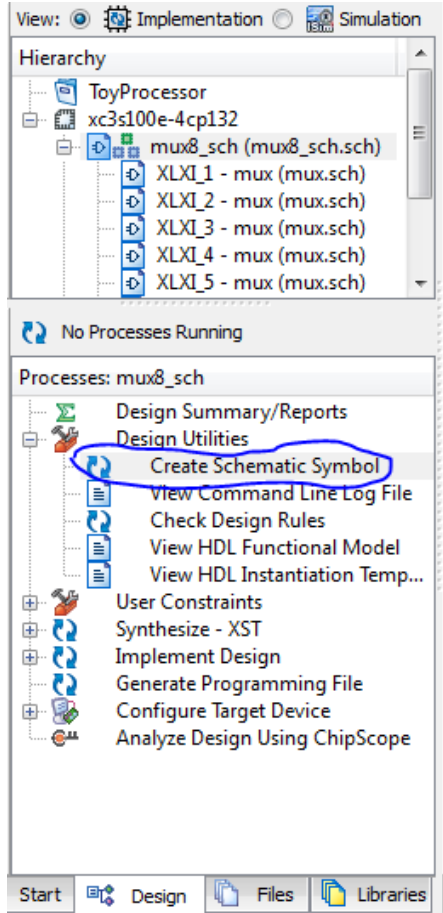 View: Implementation Simulation
Hierarchy
ToyProcessor
xc3s100e-4cp132
mux8_sch (mux8_sch.sch)
XLXI_1 - mux (mux.sch)
XLXI_2 - mux (mux.sch)
XLXI_3 - mux (mux.sch)
XLXI_4 - mux (mux.sch)
XLXI_5 - mux (mux.sch)
No Processes Running
Processes: mux8_sch
Design Summary/Reports
Design Utilities
Create Schematic Symbol
View Command Line Log File
Check Design Rules
View HDL Functional Model
View HDL Instantiation Temp...
User Constraints
Synthesize - XST
Implement Design
Generate Programming File
Configure Target Device
Analyze Design Using ChipScope
Start Design Files Libraries